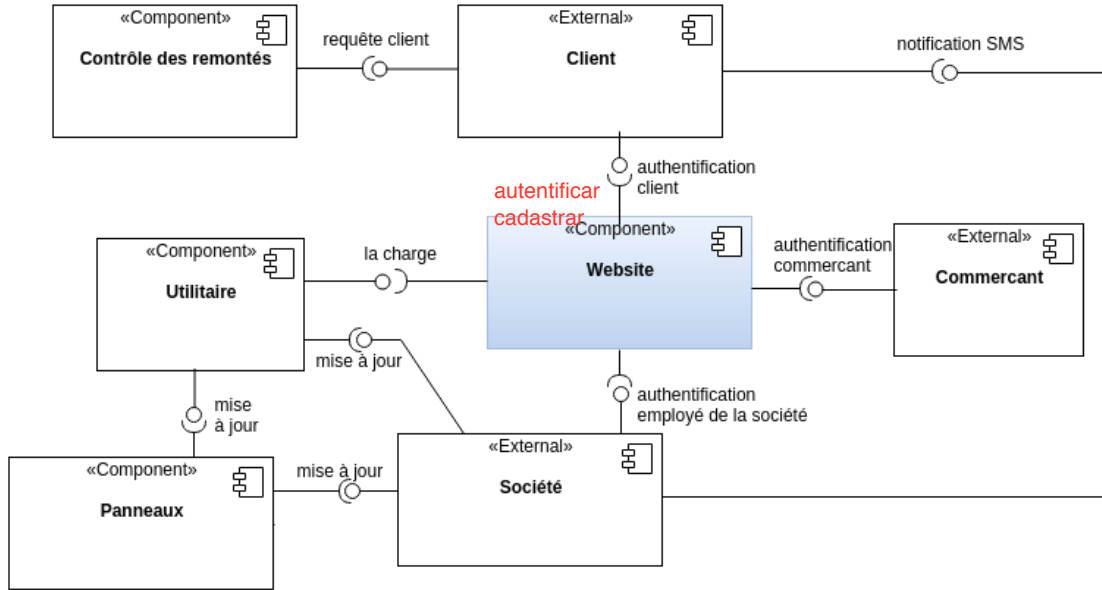 «Component»
Contrôle des remontés
requête client
«External»
Client
notification SMS
authentification
client
autentificar
cadastrar
«Component»
Website
«Component»
Utilitaire
la charge
authentification
commercant
«External»
Commercant
mise à jour
mise
à jour
authentification
employé de la société
«Component»
Panneaux
mise à jour
«External»
Société